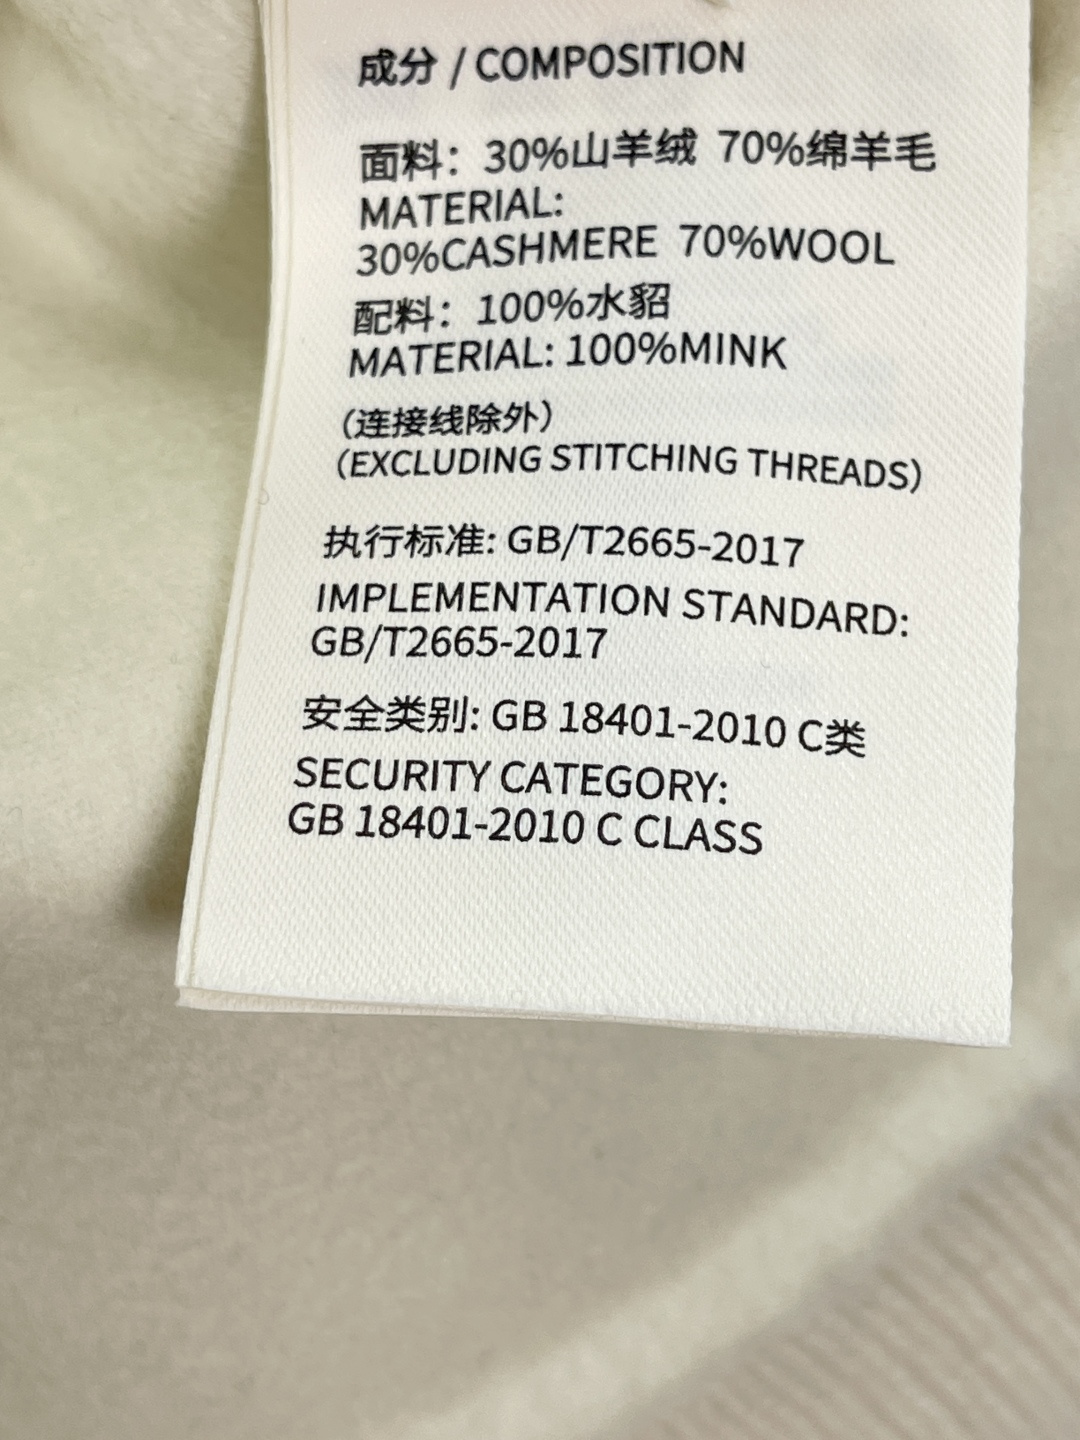 成分 / COMPOSITION
面料：30%山羊绒 70%绵羊毛
MATERIAL:
30%CASHMERE 70%WOOL
配料：100%水貂
MATERIAL: 100%MINK
（连接线除外）
(EXCLUDING STITCHING THREADS)
执行标准: GB/T2665-2017
IMPLEMENTATION STANDARD:
GB/T2665-2017
安全类别: GB 18401-2010 C类
SECURITY CATEGORY:
GB 18401-2010 C CLASS